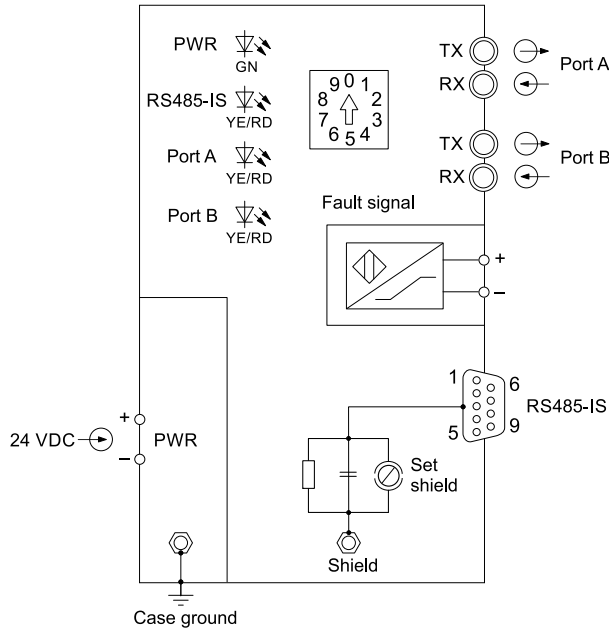 PWR
GN
RS485-IS
YE/RD
Port A
YE/RD
Port B
YE/RD
0
1
2
3
4
5
6
7
8
9
TX
RX
Port A
TX
RX
Port B
Fault signal
+
–
1
6
5
9
RS485-IS
24 VDC
+
–
PWR
Set
shield
Shield
Case ground